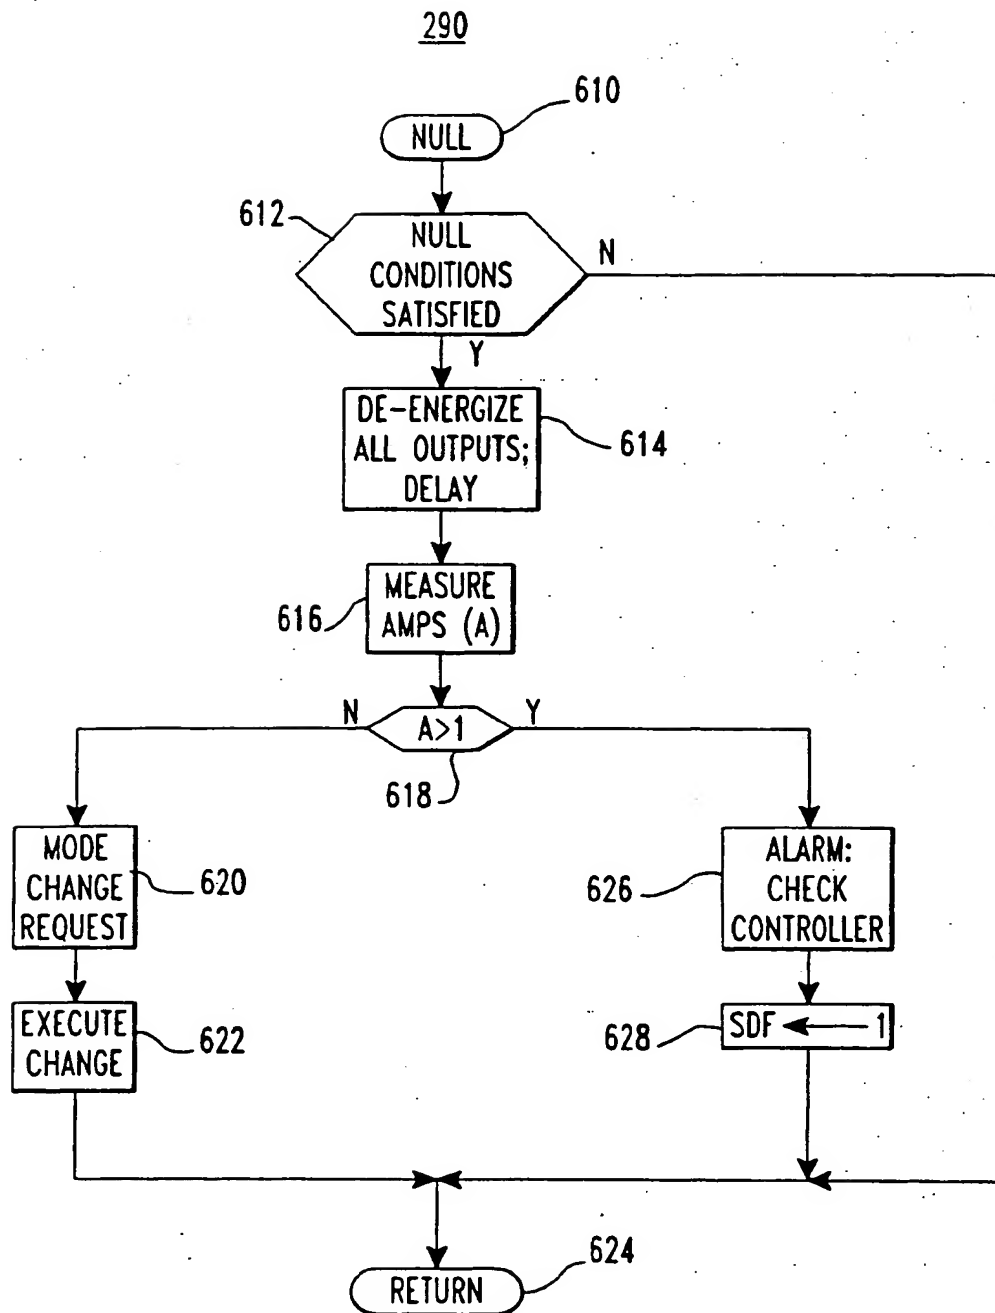 290
610
NULL
612
NULL
CONDITIONS
SATISFIED
N
Y
DE-ENERGIZE
ALL OUTPUTS;
DELAY
614
MEASURE
AMPS (A)
616
N
A>1
Y
618
MODE
CHANGE
REQUEST
620
ALARM:
CHECK
CONTROLLER
626
EXECUTE
CHANGE
622
SDF ← 1
628
RETURN
624